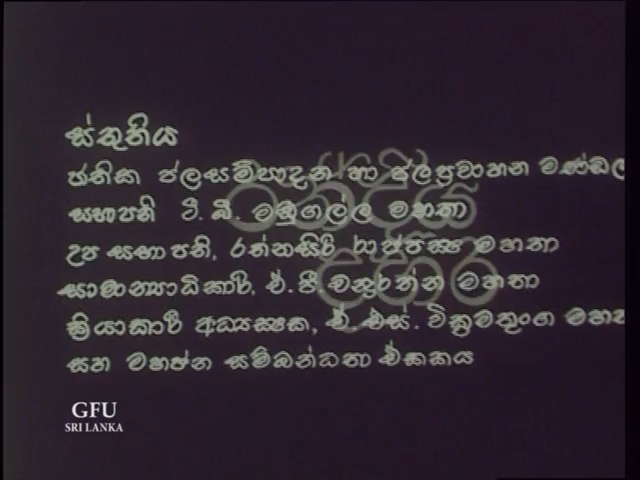 ස්තූතිය
ජාතික ජලසම්පාදන හා ජලප්‍රවාහන මණ්ඩල
සභාපති ටී. බී. මඩුගල්ල මහතා
උප සභාපති, රත්නසිරි රාජපක්‍ෂ මහතා
සාමාන්‍යාධිකාරී, ඒ. පී. චන්ද්‍රරත්න මහතා
ක්‍රියාකාරී අධ්‍යක්ෂක, ඒ. එස්. වික්‍රමතුංග මහතා
සහ මහජන සම්බන්ධතා ඒකකය
GFU
SRI LANKA